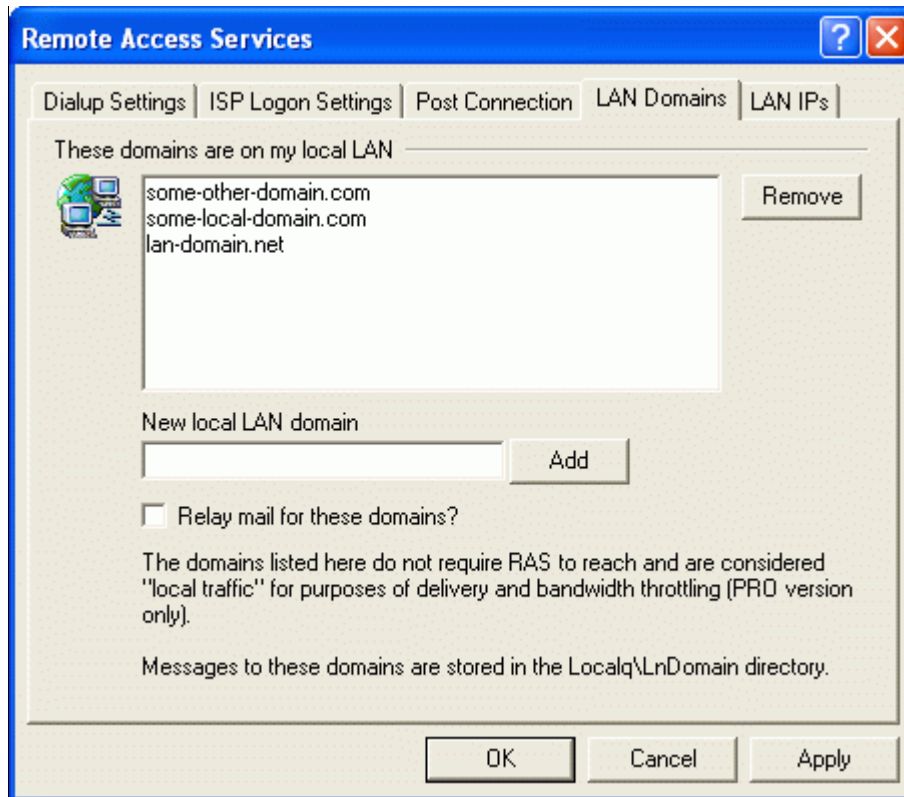 Remote Access Services
Dialup Settings ISP Logon Settings Post Connection LAN Domains LAN IPs
These domains are on my local LAN
some-other-domain.com
Remove
some-local-domain.com
lan-domain.net
New local LAN domain
Add
Relay mail for these domains?
The domains listed here do not require RAS to reach and are considered
"local traffic" for purposes of delivery and bandwidth throttling (PRO version
only).
Messages to these domains are stored in the Localq\LnDomain directory.
OK Cancel Apply